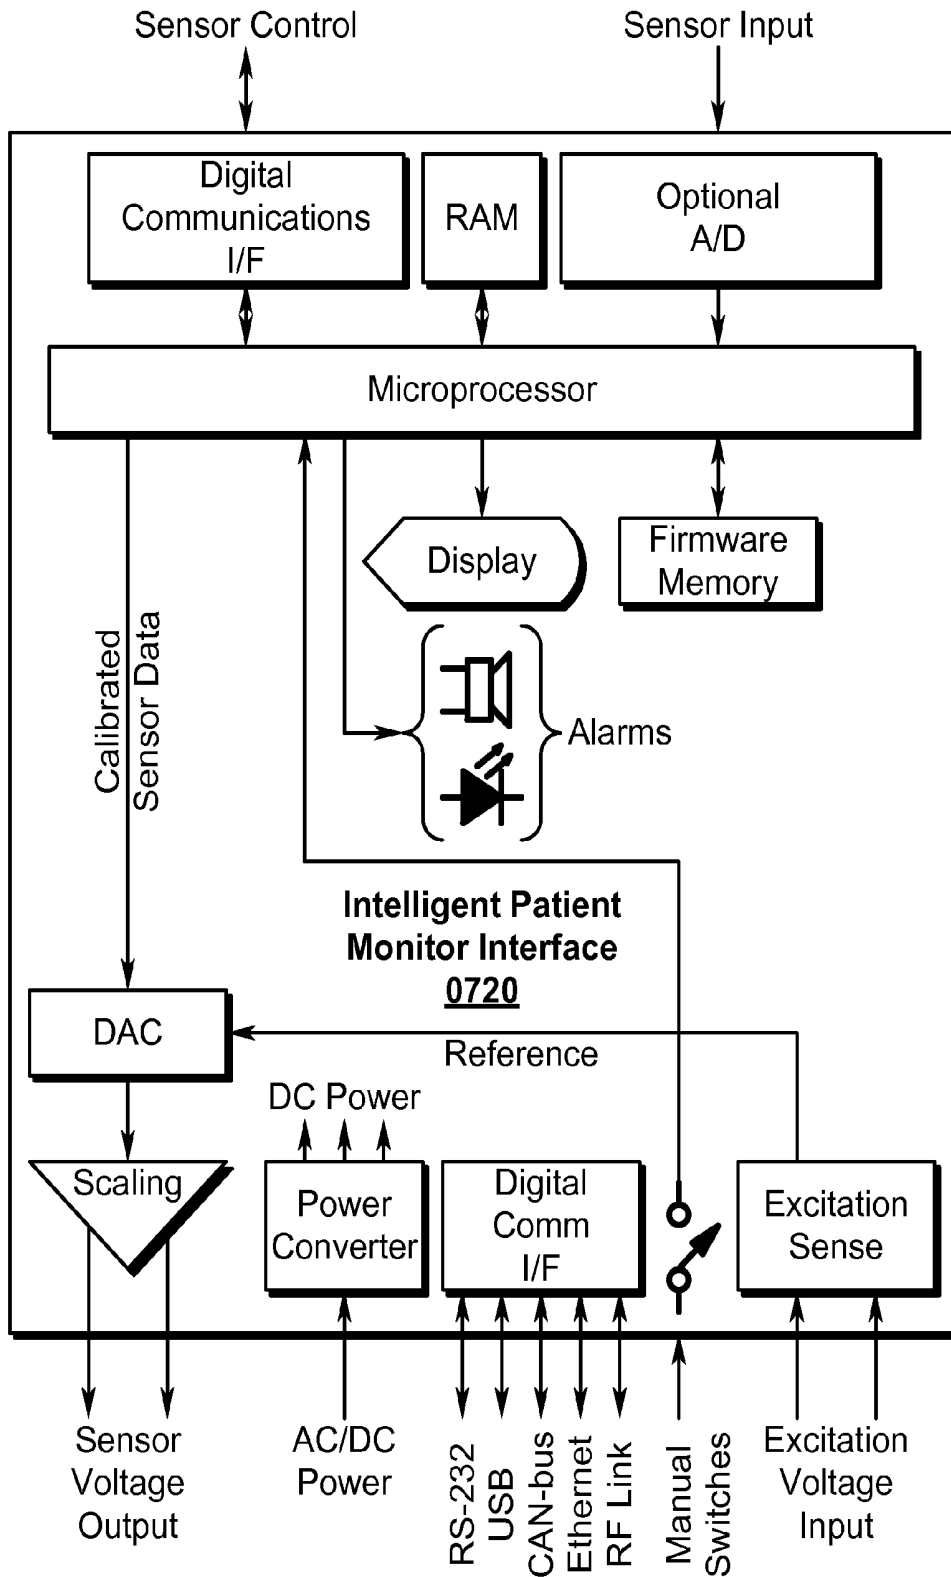 Sensor Control
Sensor Input
Digital
Communications
I/F
RAM
Optional
A/D
Microprocessor
Display
Firmware
Memory
Calibrated
Sensor Data
Alarms
Intelligent Patient
Monitor Interface
0720
DAC
Reference
DC Power
Scaling
Power
Converter
Digital
Comm
I/F
Excitation
Sense
Sensor
Voltage
Output
AC/DC
Power
RS-232
USB
CAN-bus
Ethernet
RF Link
Manual
Switches
Excitation
Voltage
Input